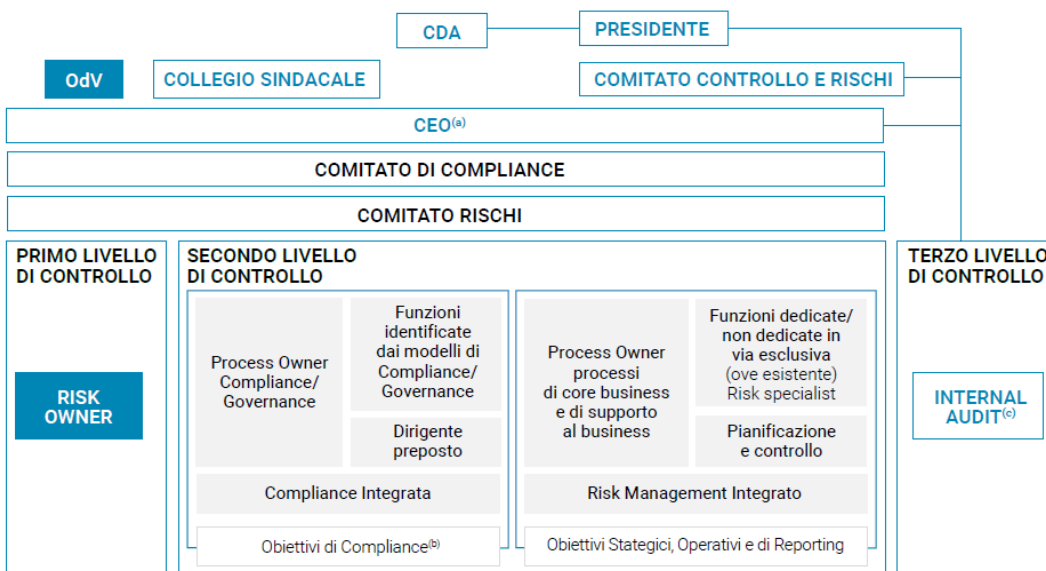 CDA
PRESIDENTE
OdV
COLLEGIO SINDACALE
COMITATO CONTROLLO E RISCHI
CEO(a)
COMITATO DI COMPLIANCE
COMITATO RISCHI
PRIMO LIVELLO
DI CONTROLLO
RISK
OWNER
SECONDO LIVELLO
DI CONTROLLO
Process Owner
Compliance/
Governance
Funzioni
identificate
dai modelli di
Compliance/
Governance
Dirigente
preposto
Compliance Integrata
Obiettivi di Compliance(b)
Process Owner
processi
di core business
e di supporto
al business
Funzioni dedicate/
non dedicate in
via esclusiva
(ove esistente)
Risk specialist
Pianificazione
e controllo
Risk Management Integrato
Obiettivi Stategici, Operativi e di Reporting
TERZO LIVELLO
DI CONTROLLO
INTERNAL
AUDIT(c)